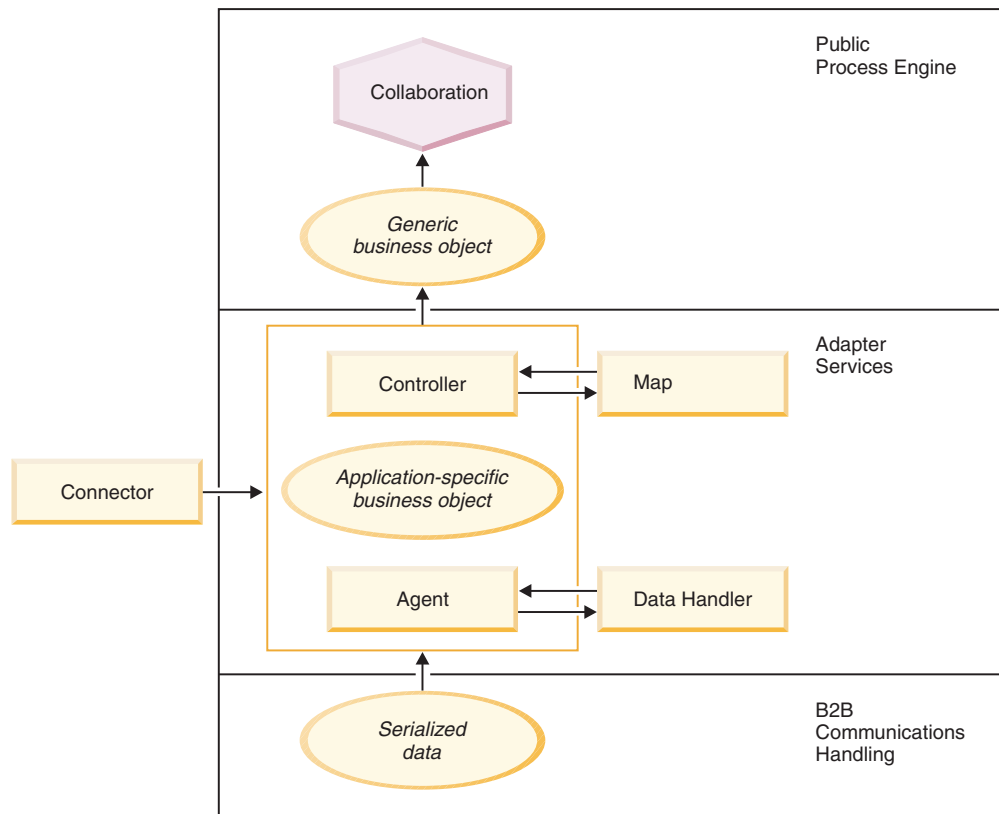 Public
Process Engine
Collaboration
Generic
business object
Adapter
Services
Controller
Map
Connector
Application-specific
business object
Agent
Data Handler
B2B
Communications
Handling
Serialized
data